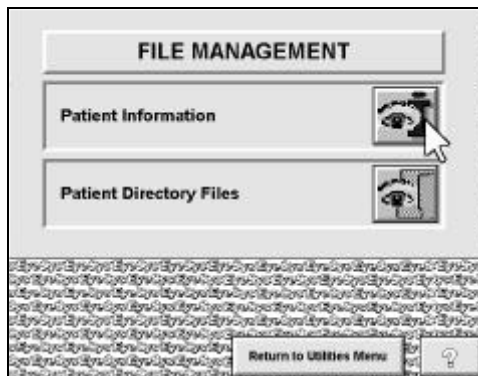 FILE MANAGEMENT
Patient Information
Patient Directory Files
Return to Utilities Menu
?